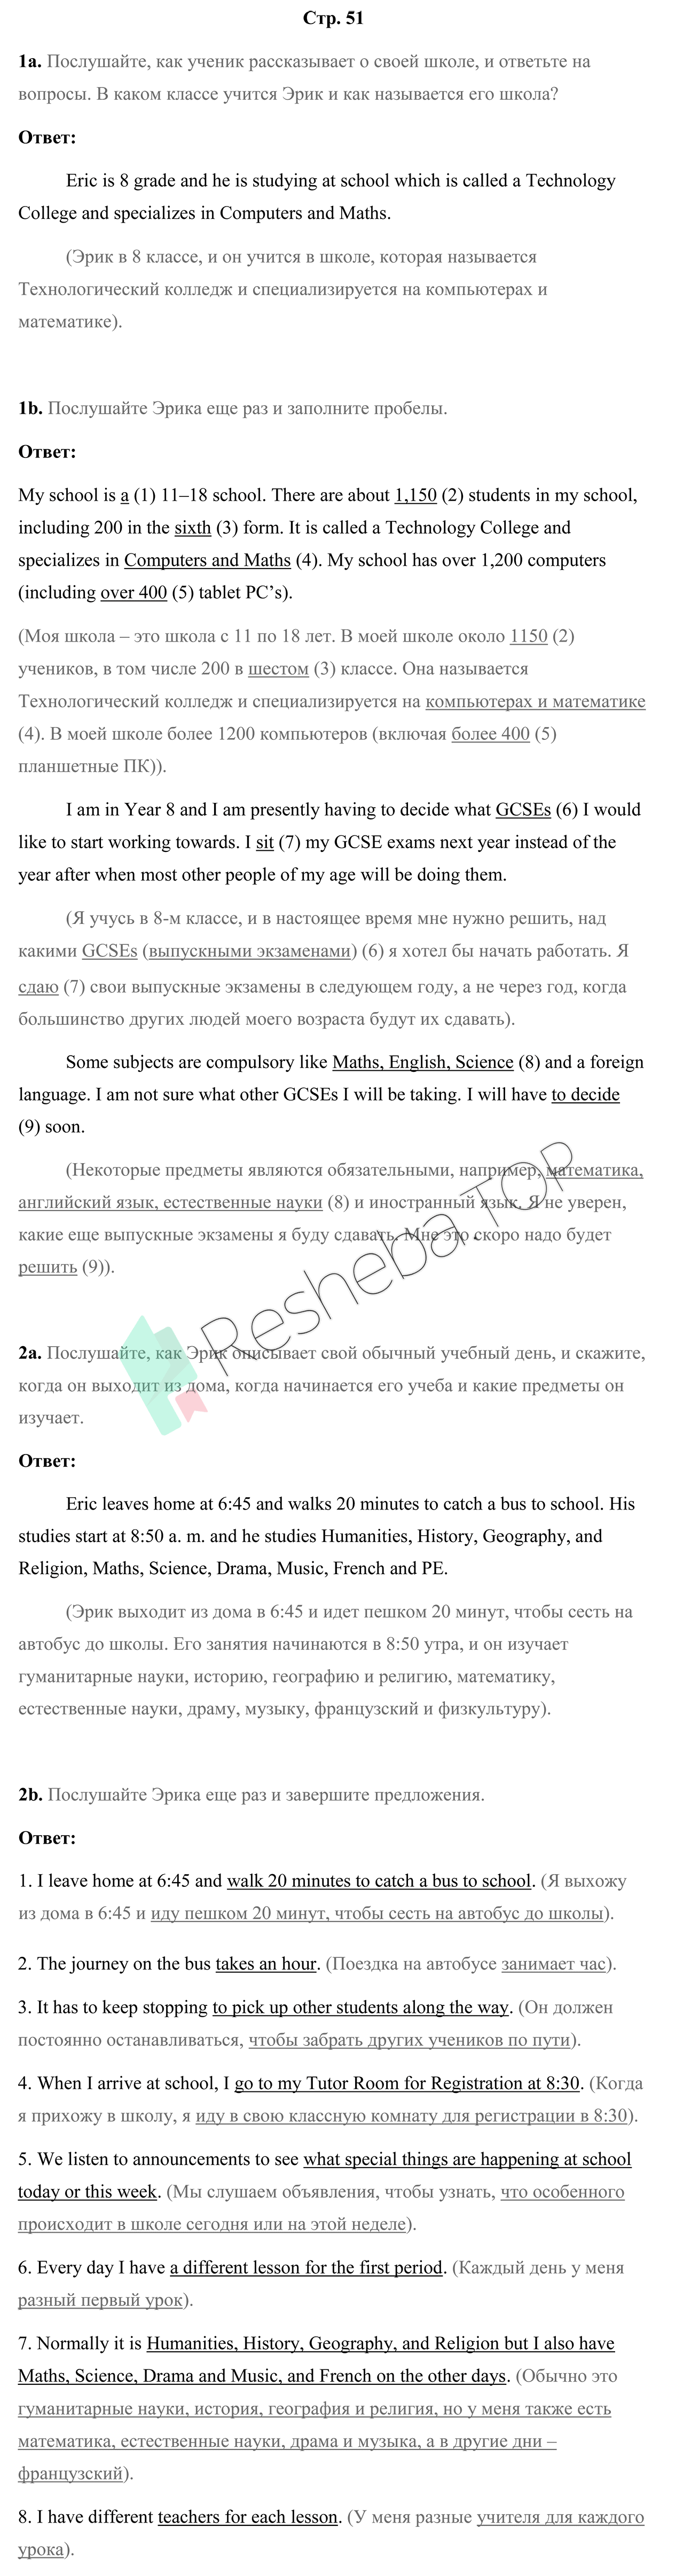 Стр. 51
1a. Послушайте, как ученик рассказывает о своей школе, и ответьте на
вопросы. В каком классе учится Эрик и как называется его школа?
Ответ:
Eric is 8 grade and he is studying at school which is called a Technology
College and specializes in Computers and Maths.
(Эрик в 8 классе, и он учится в школе, которая называется
Технологический колледж и специализируется на компьютерах и
математике).
1b. Послушайте Эрика еще раз и заполните пробелы.
Ответ:
My school is a (1) 11–18 school. There are about 1,150 (2) students in my school,
including 200 in the sixth (3) form. It is called a Technology College and
specializes in Computers and Maths (4). My school has over 1,200 computers
(including over 400 (5) tablet PC’s).
(Моя школа – это школа с 11 по 18 лет. В моей школе около 1150 (2)
учеников, в том числе 200 в шестом (3) классе. Она называется
Технологический колледж и специализируется на компьютерах и математике
(4). В моей школе более 1200 компьютеров (включая более 400 (5)
планшетные ПК)).
I am in Year 8 and I am presently having to decide what GCSEs (6) I would
like to start working towards. I sit (7) my GCSE exams next year instead of the
year after when most other people of my age will be doing them.
(Я учусь в 8-м классе, и в настоящее время мне нужно решить, над
какими GCSEs (выпускными экзаменами) (6) я хотел бы начать работать. Я
сдаю (7) свои выпускные экзамены в следующем году, а не через год, когда
большинство других людей моего возраста будут их сдавать).
Some subjects are compulsory like Maths, English, Science (8) and a foreign
language. I am not sure what other GCSEs I will be taking. I will have to decide
(9) soon.
(Некоторые предметы являются обязательными, например, математика,
английский язык, естественные науки (8) и иностранный язык. Я не уверен,
какие еще выпускные экзамены я буду сдавать. Мне это скоро надо будет
решить (9)).
Resheba.TOP
2a. Послушайте, как Эрик описывает свой обычный учебный день, и скажите,
когда он выходит из дома, когда начинается его учеба и какие предметы он
изучает.
Ответ:
Eric leaves home at 6:45 and walks 20 minutes to catch a bus to school. His
studies start at 8:50 a. m. and he studies Humanities, History, Geography, and
Religion, Maths, Science, Drama, Music, French and PE.
(Эрик выходит из дома в 6:45 и идет пешком 20 минут, чтобы сесть на
автобус до школы. Его занятия начинаются в 8:50 утра, и он изучает
гуманитарные науки, историю, географию и религию, математику,
естественные науки, драму, музыку, французский и физкультуру).
2b. Послушайте Эрика еще раз и завершите предложения.
Ответ:
1. I leave home at 6:45 and walk 20 minutes to catch a bus to school. (Я выхожу
из дома в 6:45 и иду пешком 20 минут, чтобы сесть на автобус до школы).
2. The journey on the bus takes an hour. (Поездка на автобусе занимает час).
3. It has to keep stopping to pick up other students along the way. (Он должен
постоянно останавливаться, чтобы забрать других учеников по пути).
4. When I arrive at school, I go to my Tutor Room for Registration at 8:30. (Когда
я прихожу в школу, я иду в свою классную комнату для регистрации в 8:30).
5. We listen to announcements to see what special things are happening at school
today or this week. (Мы слушаем объявления, чтобы узнать, что особенного
происходит в школе сегодня или на этой неделе).
6. Every day I have a different lesson for the first period. (Каждый день у меня
разный первый урок).
7. Normally it is Humanities, History, Geography, and Religion but I also have
Maths, Science, Drama and Music, and French on the other days. (Обычно это
гуманитарные науки, история, география и религия, но у меня также есть
математика, естественные науки, драма и музыка, а в другие дни –
французский).
8. I have different teachers for each lesson. (У меня разные учителя для каждого
урока).